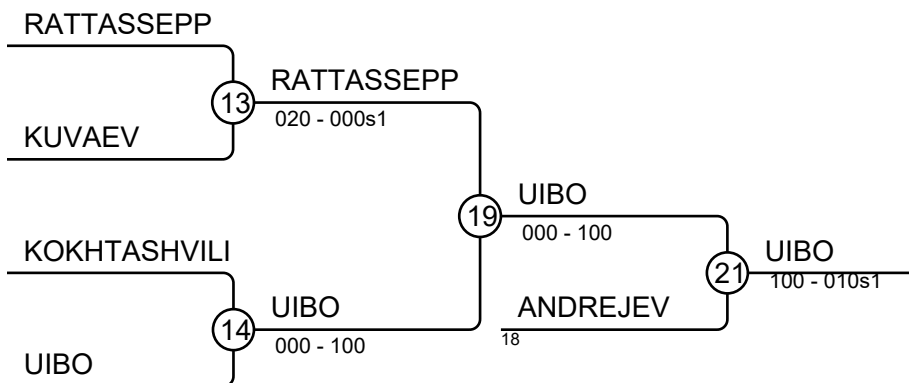 RATTASSEPP
13
RATTASSEPP
020 - 000s1
KUVAEV
19
UIBO
000 - 100
KOKHTASHVILI
14
UIBO
000 - 100
UIBO
21
UIBO
100 - 010s1
ANDREJEV
18